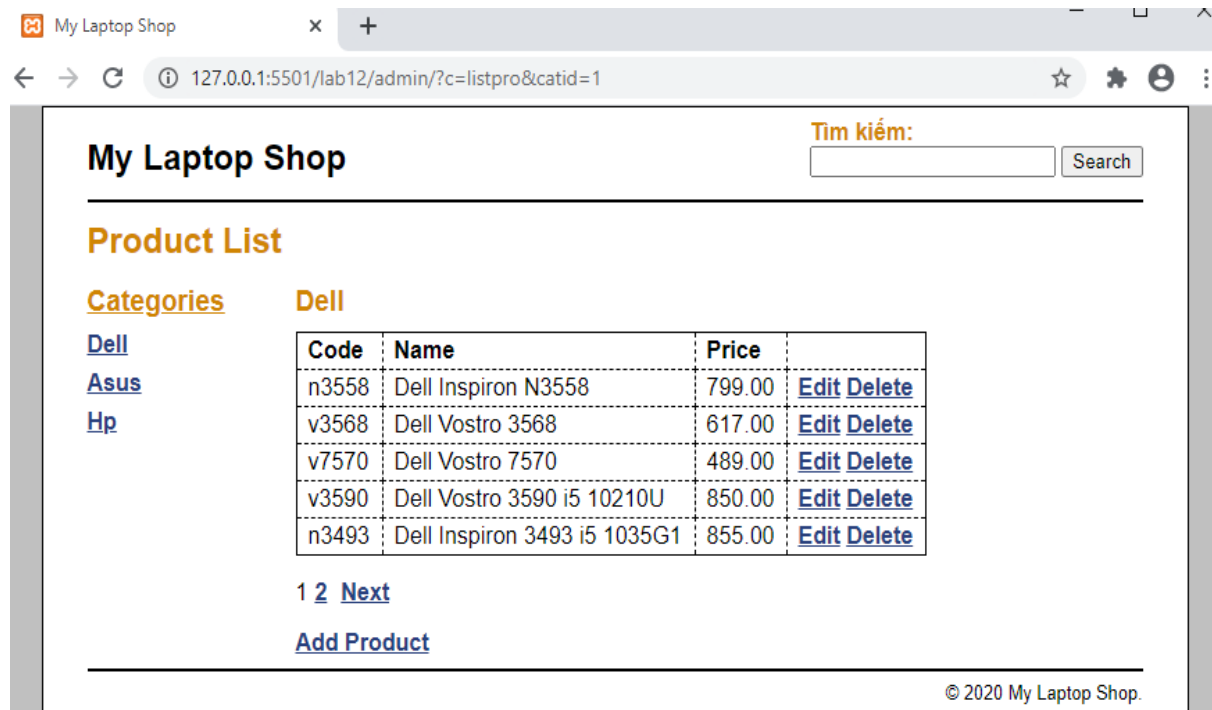 My Laptop Shop
127.0.0.1:5501/lab12/admin/?c=listpro&catid=1
My Laptop Shop
Tìm kiếm:
Search
Product List
Categories
Dell
Asus
Hp
Dell
Code Name Price
n3558 Dell Inspiron N3558 799.00 Edit Delete
v3568 Dell Vostro 3568 617.00 Edit Delete
v7570 Dell Vostro 7570 489.00 Edit Delete
v3590 Dell Vostro 3590 i5 10210U 850.00 Edit Delete
n3493 Dell Inspiron 3493 i5 1035G1 855.00 Edit Delete
1 2 Next
Add Product
© 2020 My Laptop Shop.